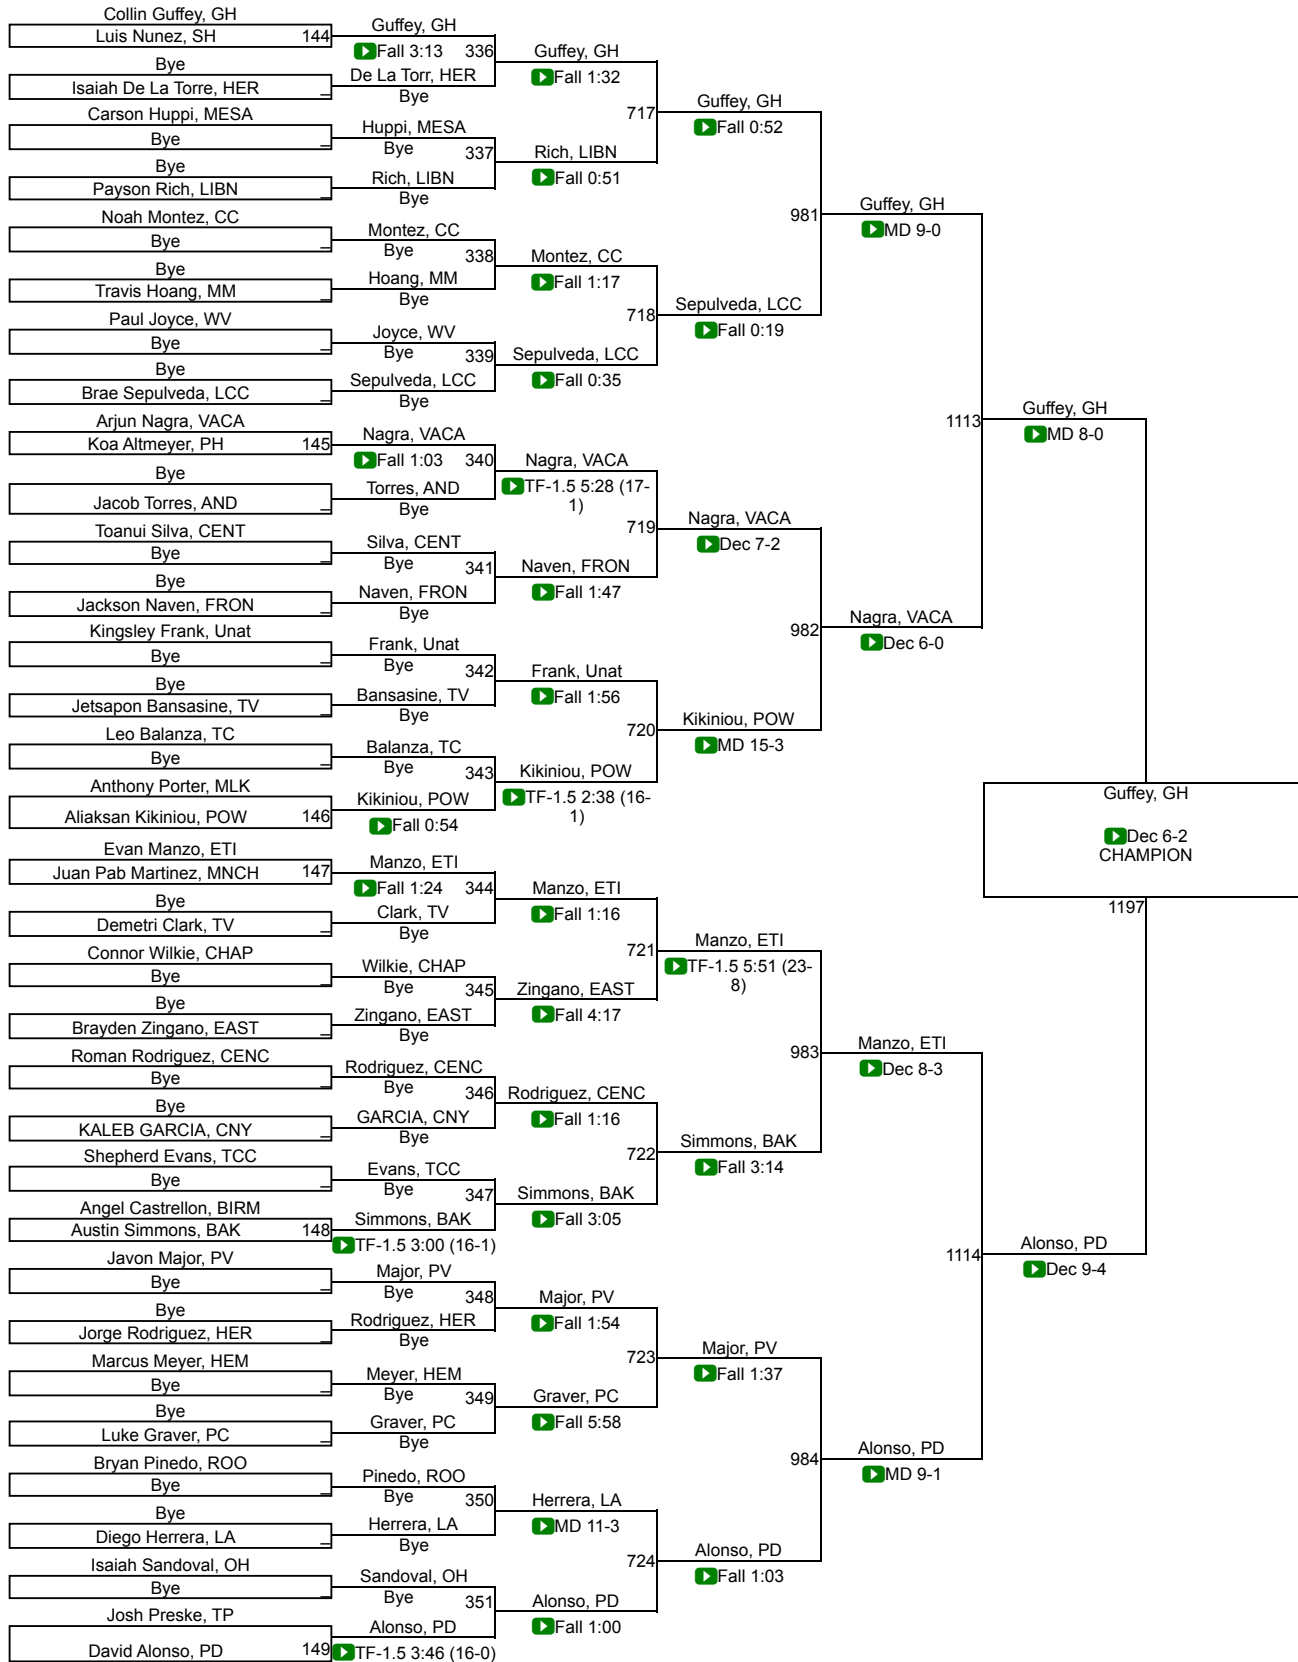 Collin Guffey, GH
Luis Nunez, SH 144
Bye
Isaiah De La Torre, HER _
Carson Huppi, MESA
Bye _
Bye
Payson Rich, LIBN _
Noah Montez, CC
Bye _
Bye
Travis Hoang, MM _
Paul Joyce, WV
Bye _
Bye
Brae Sepulveda, LCC _
Arjun Nagra, VACA
Koa Altmeyer, PH 145
Bye
Jacob Torres, AND _
Toanui Silva, CENT
Bye _
Bye
Jackson Naven, FRON _
Kingsley Frank, Unat
Bye _
Bye
Jetsapon Bansasine, TV _
Leo Balanza, TC
Bye _
Anthony Porter, MLK
Aliaksan Kikiniou, POW 146
Evan Manzo, ETI
Juan Pab Martinez, MNCH 147
Bye
Demetri Clark, TV _
Connor Wilkie, CHAP
Bye _
Bye
Brayden Zingano, EAST _
Roman Rodriguez, CENC
Bye _
Bye
KALEB GARCIA, CNY _
Shepherd Evans, TCC
Bye _
Angel Castrellon, BIRM
Austin Simmons, BAK 148
Javon Major, PV
Bye _
Bye
Jorge Rodriguez, HER _
Marcus Meyer, HEM
Bye _
Bye
Luke Graver, PC _
Bryan Pinedo, ROO
Bye _
Bye
Diego Herrera, LA _
Isaiah Sandoval, OH
Bye _
Josh Preske, TP
David Alonso, PD 149
Guffey, GH
Fall 3:13 336
De La Torr, HER
Bye
Huppi, MESA
Bye 337
Rich, LIBN
Bye
Montez, CC
Bye 338
Hoang, MM
Bye
Joyce, WV
Bye 339
Sepulveda, LCC
Bye
Nagra, VACA
Fall 1:03 340
Torres, AND
Bye
Silva, CENT
Bye 341
Naven, FRON
Bye
Frank, Unat
Bye 342
Bansasine, TV
Bye
Balanza, TC
Bye 343
Kikiniou, POW
Fall 0:54
Manzo, ETI
Fall 1:24 344
Clark, TV
Bye
Wilkie, CHAP
Bye 345
Zingano, EAST
Bye
Rodriguez, CENC
Bye 346
GARCIA, CNY
Bye
Evans, TCC
Bye 347
Simmons, BAK
TF-1.5 3:00 (16-1)
Major, PV
Bye 348
Rodriguez, HER
Bye
Meyer, HEM
Bye 349
Graver, PC
Bye
Pinedo, ROO
Bye 350
Herrera, LA
Bye
Sandoval, OH
Bye 351
Alonso, PD
TF-1.5 3:46 (16-0)
Guffey, GH
Fall 1:32
717
Rich, LIBN
Fall 0:51
Montez, CC
Fall 1:17
718
Sepulveda, LCC
Fall 0:35
Nagra, VACA
TF-1.5 5:28 (17-
1)
719
Naven, FRON
Fall 1:47
Frank, Unat
Fall 1:56
720
Kikiniou, POW
TF-1.5 2:38 (16-
1)
Manzo, ETI
Fall 1:16
721
Zingano, EAST
Fall 4:17
Rodriguez, CENC
Fall 1:16
722
Simmons, BAK
Fall 3:05
Major, PV
Fall 1:54
723
Graver, PC
Fall 5:58
Herrera, LA
MD 11-3
724
Alonso, PD
Fall 1:00
Guffey, GH
Fall 0:52
981
Sepulveda, LCC
Fall 0:19
Nagra, VACA
Dec 7-2
982
Kikiniou, POW
MD 15-3
Manzo, ETI
TF-1.5 5:51 (23-
8)
983
Simmons, BAK
Fall 3:14
Major, PV
Fall 1:37
984
Alonso, PD
Fall 1:03
Guffey, GH
MD 9-0
1113
Nagra, VACA
Dec 6-0
Manzo, ETI
Dec 8-3
1114
Alonso, PD
MD 9-1
Guffey, GH
MD 8-0
Alonso, PD
Dec 9-4
Guffey, GH
Dec 6-2
CHAMPION
1197